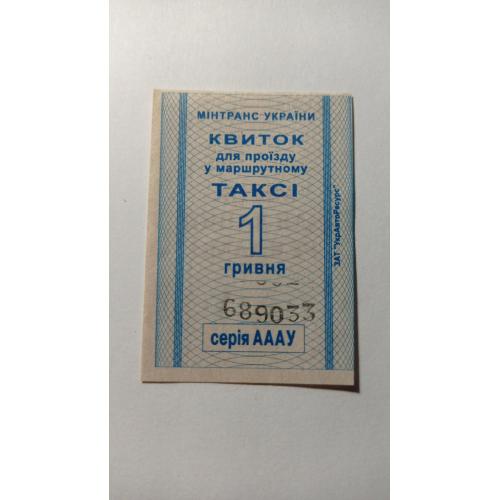 МІНТРАНС УКРАЇНИ
КВИТОК
для проїзду
у маршрутному
ТАКСІ
1
гривня
689033
серія АААУ
ЗАТ "УкрАвтоРесурс"